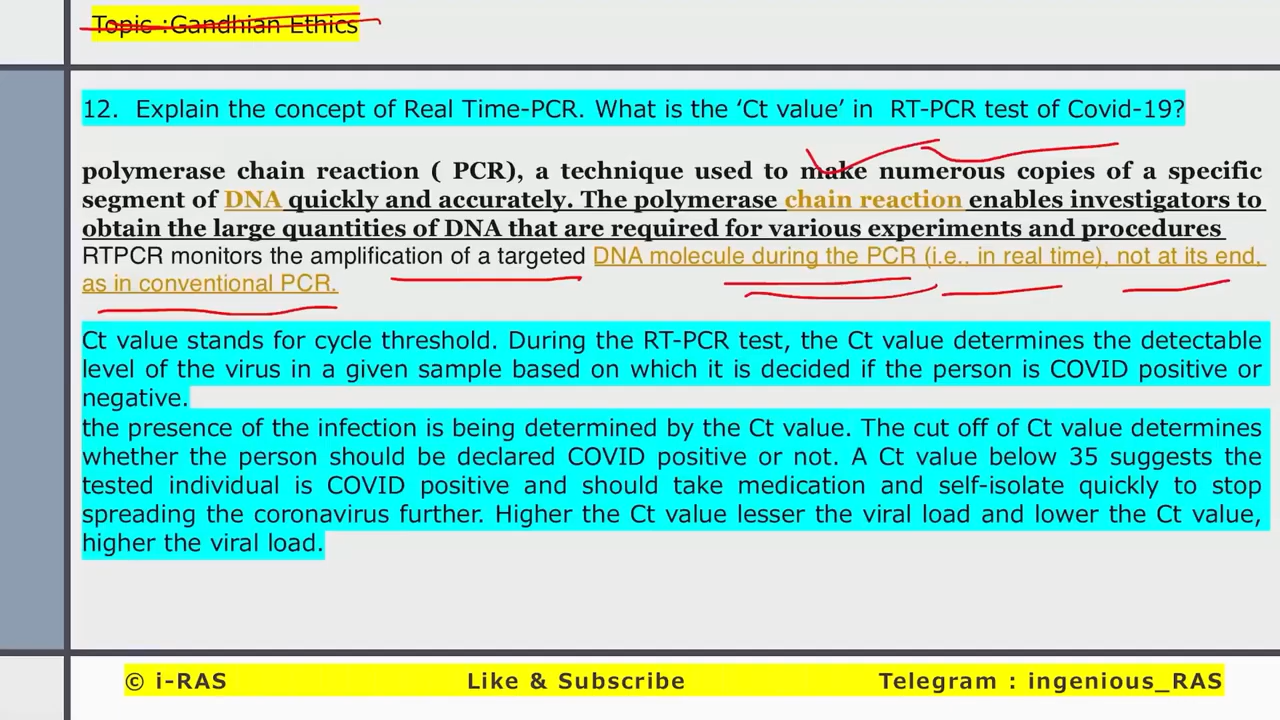 Topic :Gandhian Ethics
12. Explain the concept of Real Time-PCR. What is the ‘Ct value’ in RT-PCR test of Covid-19?
polymerase chain reaction ( PCR), a technique used to make numerous copies of a specific
segment of DNA quickly and accurately. The polymerase chain reaction enables investigators to
obtain the large quantities of DNA that are required for various experiments and procedures
RTPCR monitors the amplification of a targeted DNA molecule during the PCR (i.e., in real time), not at its end,
as in conventional PCR.
Ct value stands for cycle threshold. During the RT-PCR test, the Ct value determines the detectable
level of the virus in a given sample based on which it is decided if the person is COVID positive or
negative.
the presence of the infection is being determined by the Ct value. The cut off of Ct value determines
whether the person should be declared COVID positive or not. A Ct value below 35 suggests the
tested individual is COVID positive and should take medication and self-isolate quickly to stop
spreading the coronavirus further. Higher the Ct value lesser the viral load and lower the Ct value,
higher the viral load.
© i-RAS Like & Subscribe Telegram : ingenious_RAS